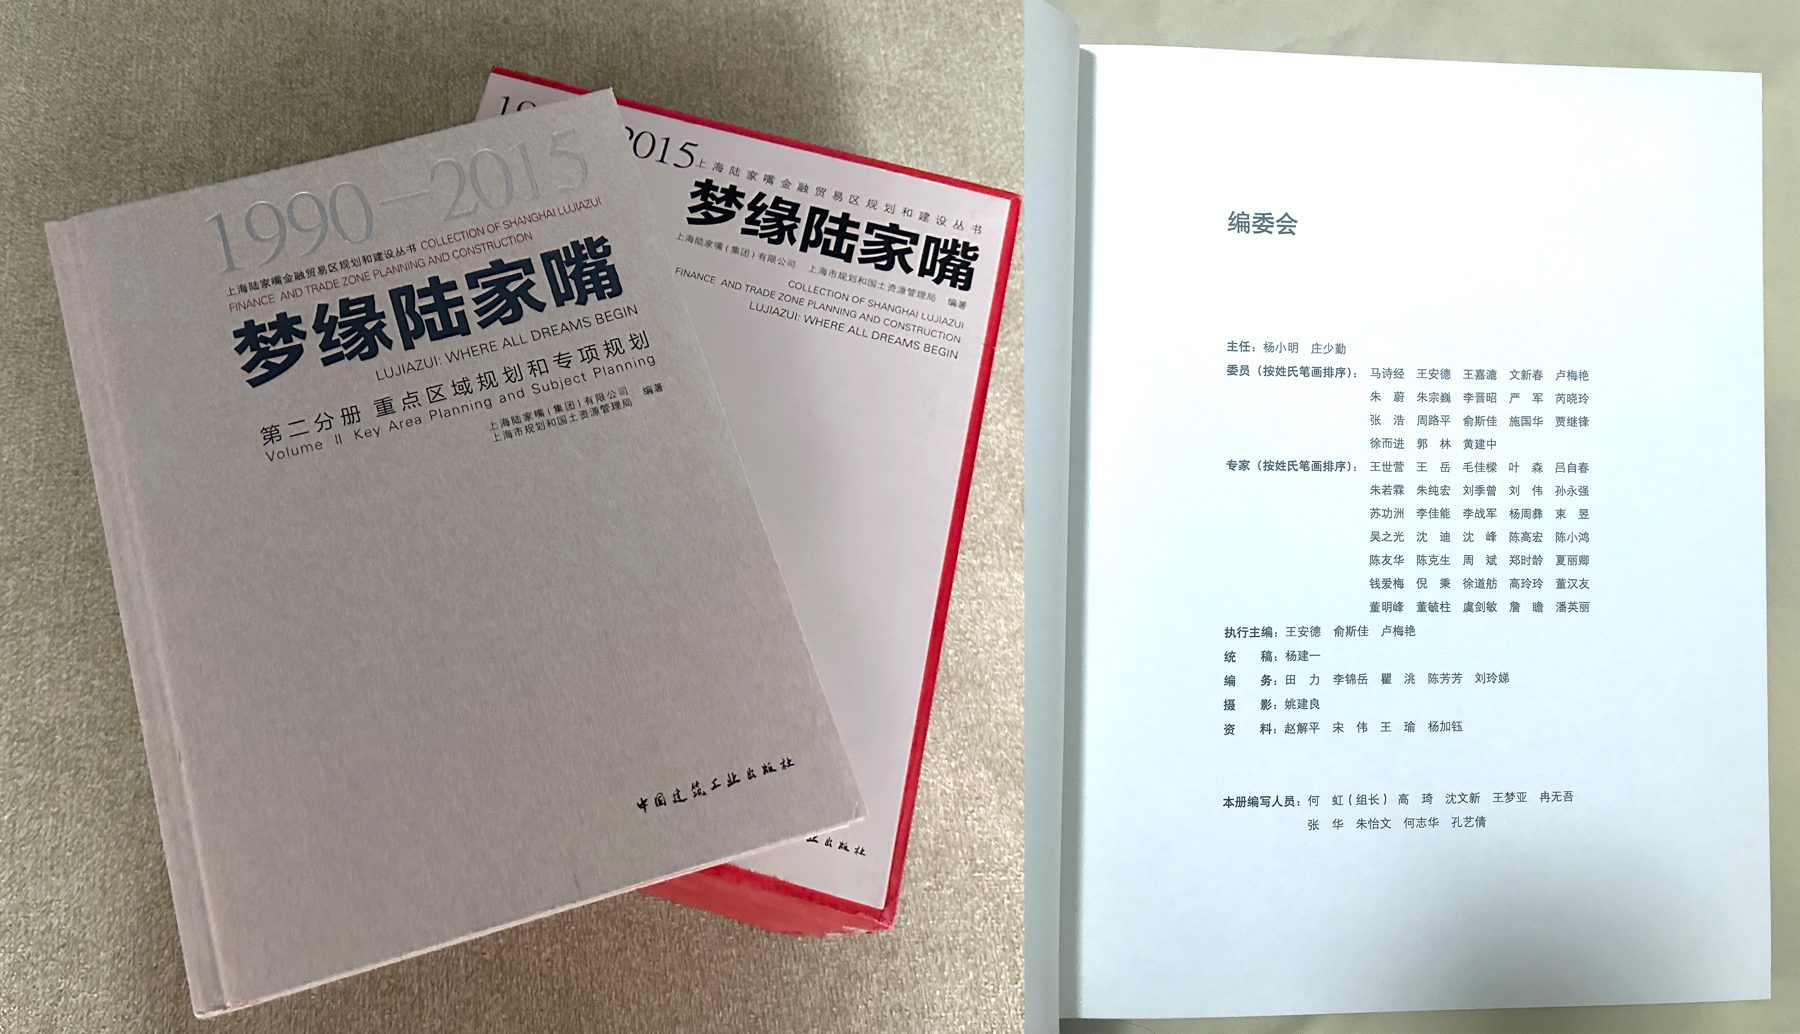 1990—2015
上海陆家嘴金融贸易区规划和建设丛书 COLLECTION OF SHANGHAI LUJIAZUI
FINANCE AND TRADE ZONE PLANNING AND CONSTRUCTION
梦缘陆家嘴
LUJIAZUI: WHERE ALL DREAMS BEGIN
第二分册 重点区域规划和专项规划
Volume Ⅱ Key Area Planning and Subject Planning
上海陆家嘴(集团)有限公司
上海市规划和国土资源管理局 编著
中国建筑工业出版社
19
2015 上海陆家嘴金融贸易区规划和建设丛书
梦缘陆家嘴
上海陆家嘴(集团)有限公司 上海市规划和国土资源管理局 编著
COLLECTION OF SHANGHAI LUJIAZUI
FINANCE AND TRADE ZONE PLANNING AND CONSTRUCTION
LUJIAZUI: WHERE ALL DREAMS BEGIN
业出版社
编委会
主任：杨小明 庄少勤
委员（按姓氏笔画排序）：马诗经 王安德 王嘉漉 文新春 卢梅艳
朱 蔚 朱宗巍 李晋昭 严 军 芮晓玲
张 浩 周路平 俞斯佳 施国华 贾继锋
徐而进 郭 林 黄建中
专家（按姓氏笔画排序）：王世营 王 岳 毛佳樑 叶 森 吕自春
朱若霖 朱纯宏 刘季曾 刘 伟 孙永强
苏功洲 李佳能 李战军 杨周彝 束 昱
吴之光 沈 迪 沈 峰 陈高宏 陈小鸿
陈友华 陈克生 周 斌 郑时龄 夏丽卿
钱爱梅 倪 秉 徐道舫 高玲玲 董汉友
董明峰 董毓柱 虞剑敏 詹 瞻 潘英丽
执行主编：王安德 俞斯佳 卢梅艳
统 稿：杨建一
编 务：田 力 李锦岳 瞿 洮 陈芳芳 刘玲娣
摄 影：姚建良
资 料：赵解平 宋 伟 王 瑜 杨加钰
本册编写人员：何 虹（组长） 高 琦 沈文新 王梦亚 冉无吾
张 华 朱怡文 何志华 孔艺倩